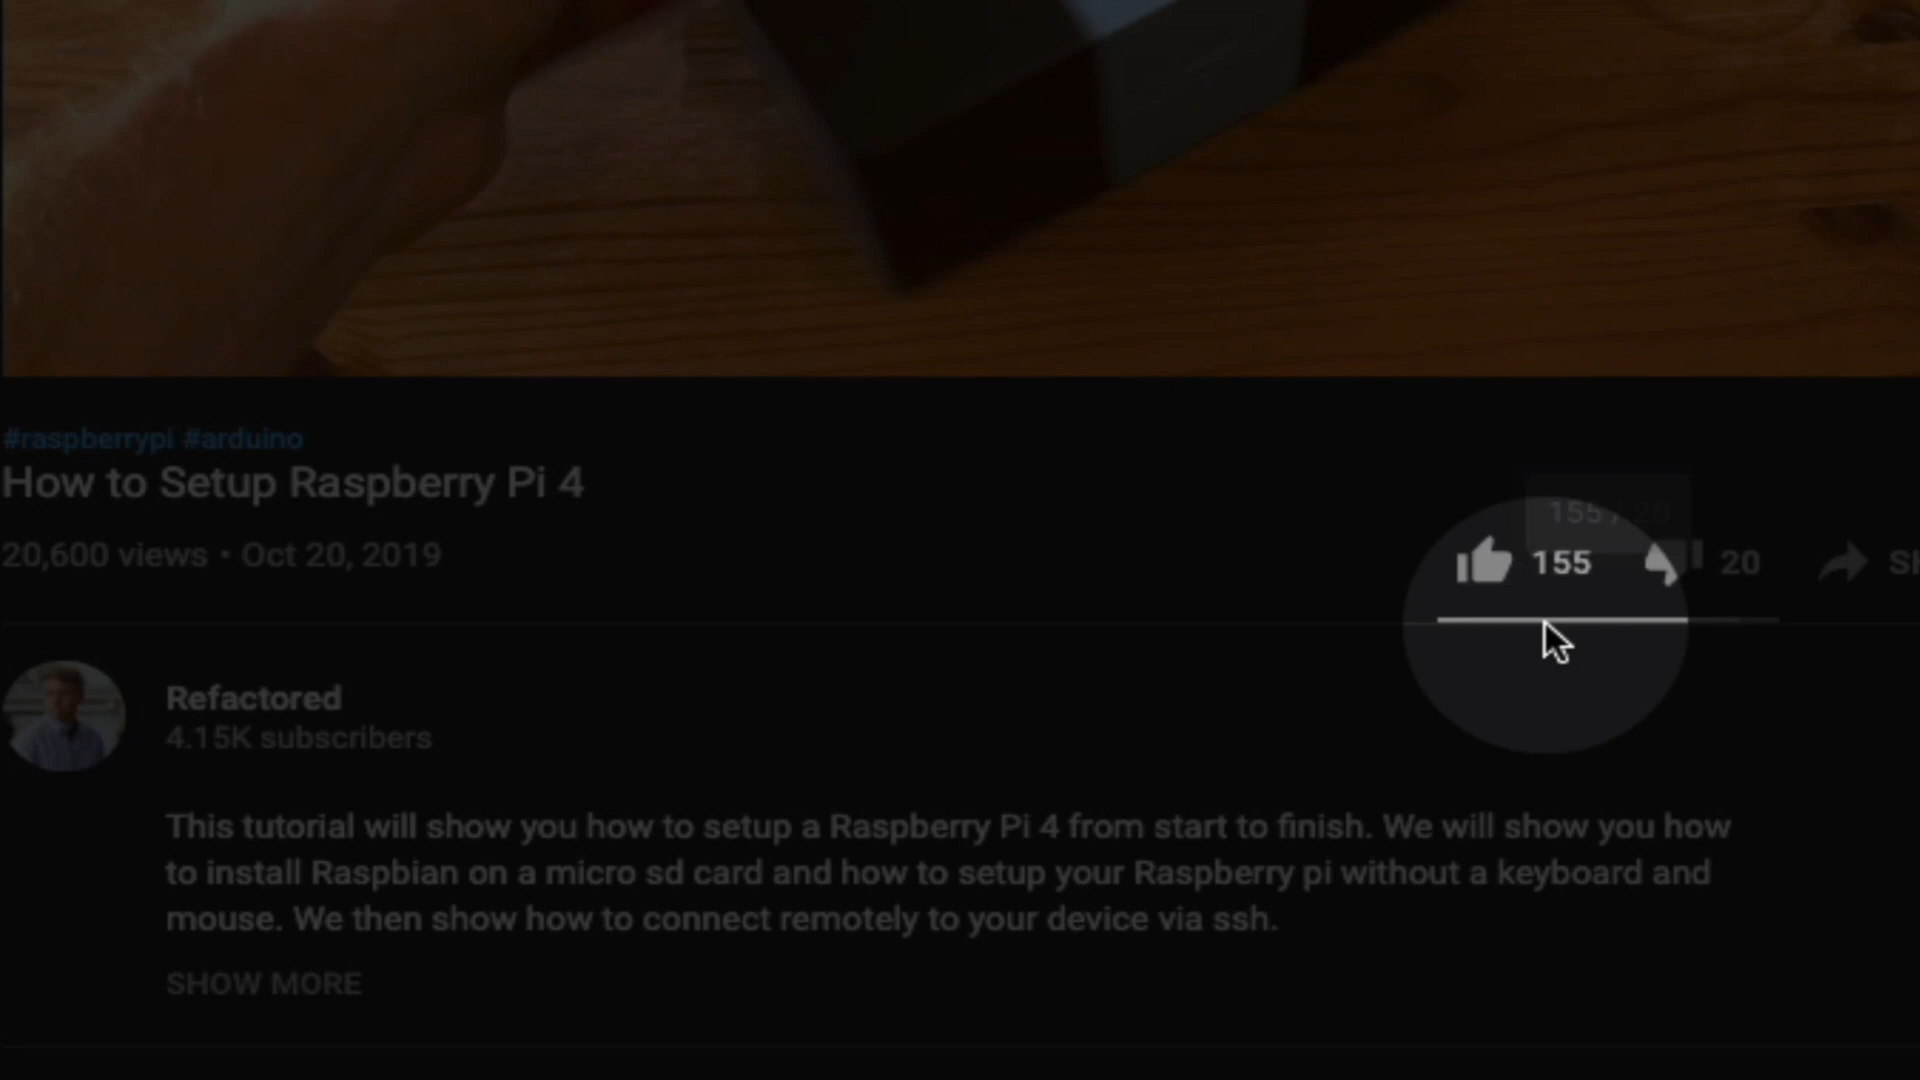 #raspberrypi #arduino
How to Setup Raspberry Pi 4
155 / 20
20,600 views • Oct 20, 2019
155
20
Refactored
4.15K subscribers
This tutorial will show you how to setup a Raspberry Pi 4 from start to finish. We will show you how
to install Raspbian on a micro sd card and how to setup your Raspberry pi without a keyboard and
mouse. We then show how to connect remotely to your device via ssh.
SHOW MORE